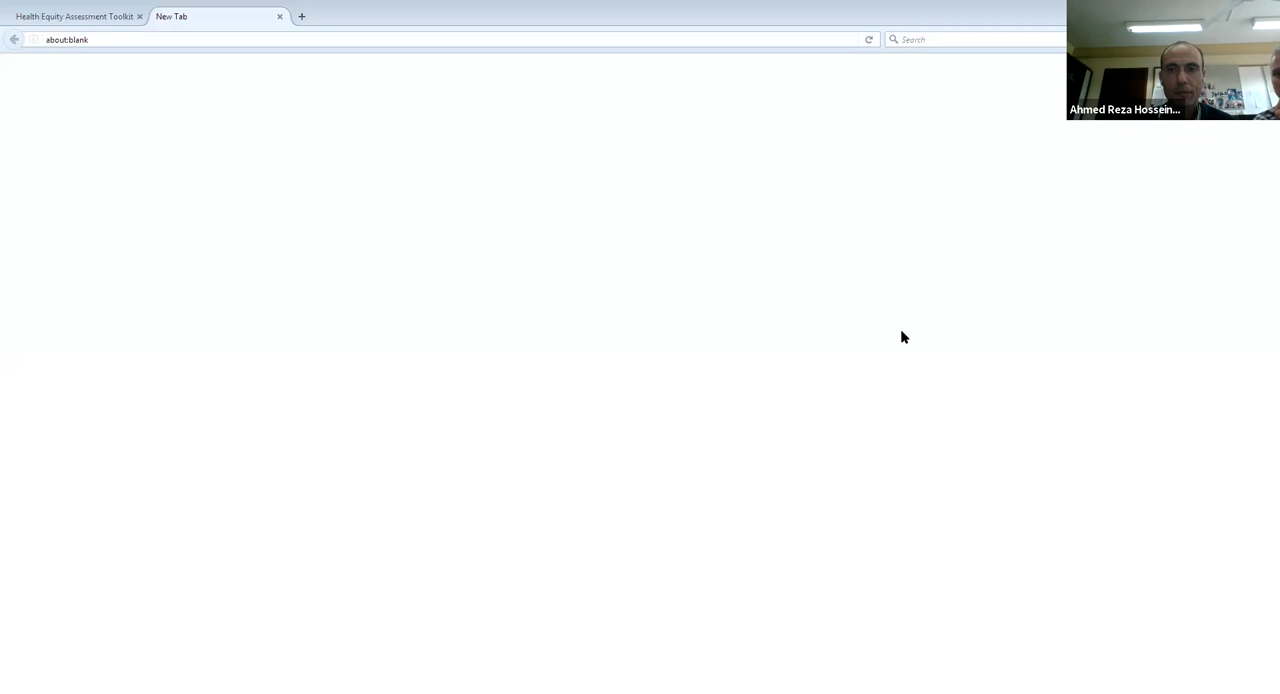 Health Equity Assessment Toolkit
New Tab
about:blank
Search
Ahmed Reza Hossein...